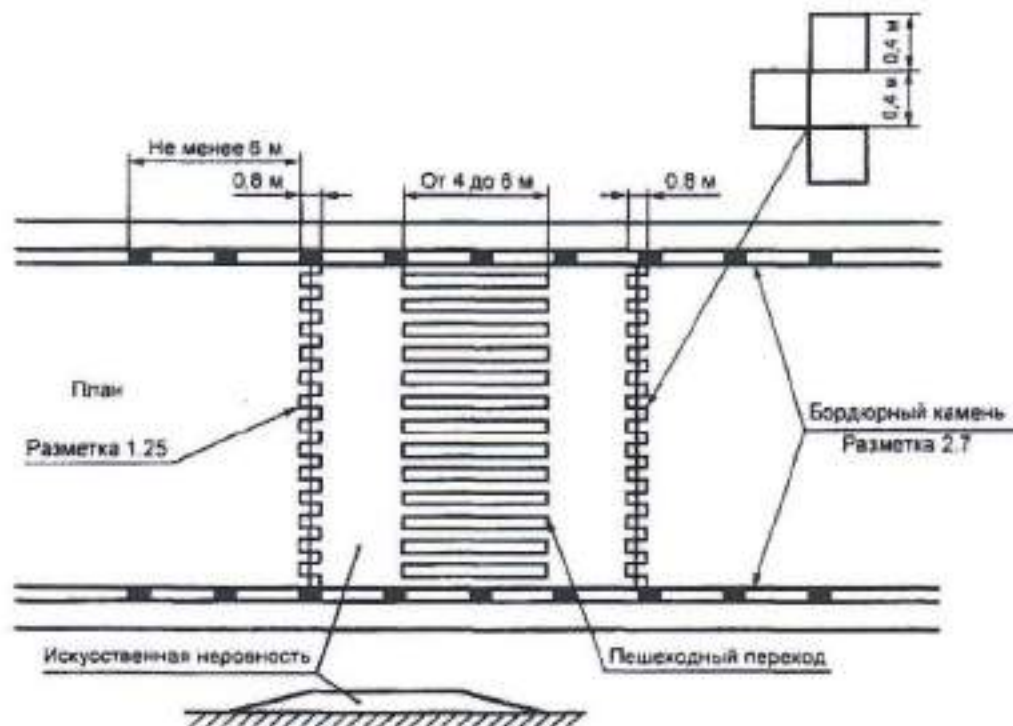 0,4 м
0,4 м
Не менее 6 м
0,8 м
От 4 до 6 м
0.8 м
План
Разметка 1.25
Бордюрный камень
Разметка 2.7
Искусственная неровность
Пешеходный переход